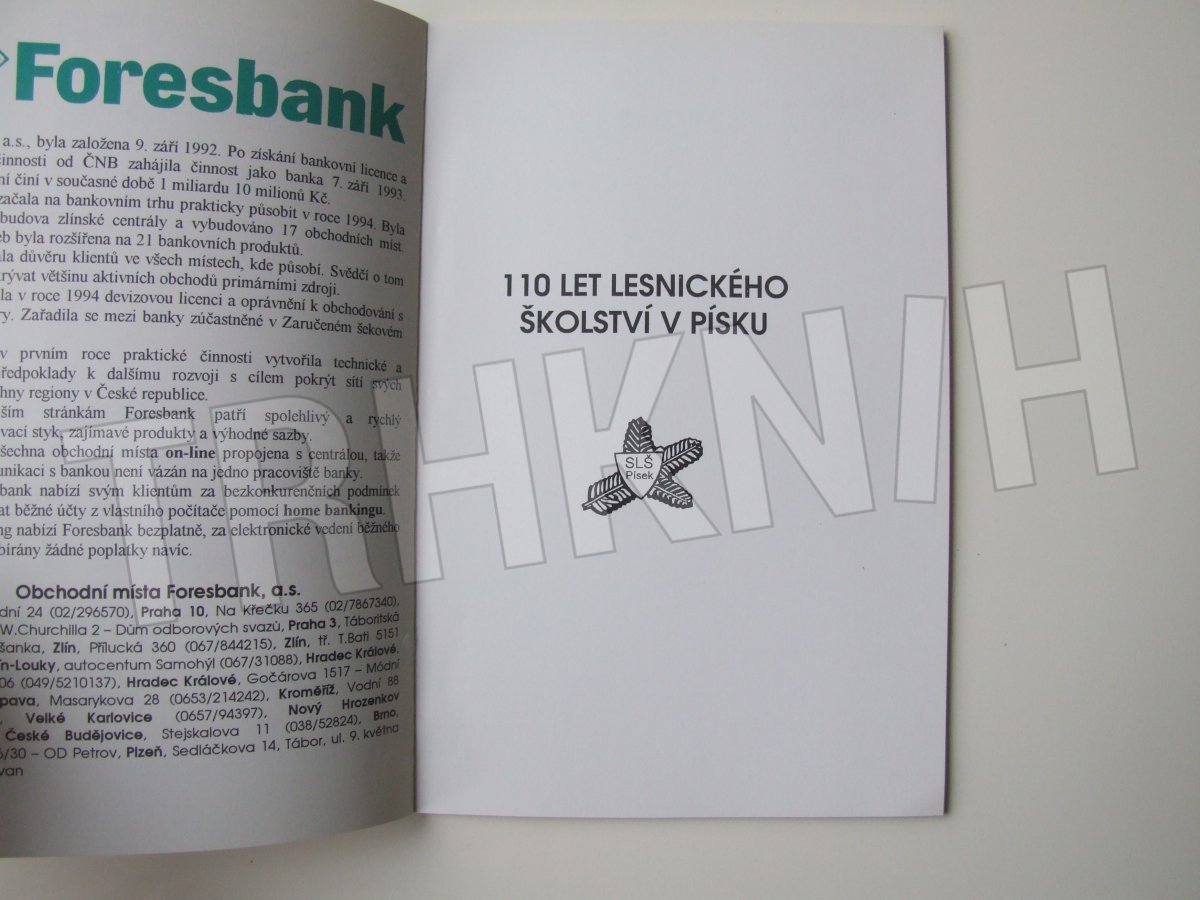 Foresbank
a.s., byla založena 9. září 1992. Po získání bankovní licence a
činnosti od ČNB zahájila činnost jako banka 7. září 1993.
ní činí v současné době 1 miliardu 10 milionů Kč.
začala na bankovním trhu prakticky působit v roce 1994. Byla
budova zlínské centrály a vybudováno 17 obchodních míst.
eb byla rozšířena na 21 bankovních produktů.
ala důvěru klientů ve všech místech, kde působí. Svědčí o tom
krývat většinu aktivních obchodů primárními zdroji.
la v roce 1994 devizovou licenci a oprávnění k obchodování s
ry. Zařadila se mezi banky zúčastněné v Zaručeném šekovém
v prvním roce praktické činnosti vytvořila technické a
předpoklady k dalšímu rozvoji s cílem pokrýt sítí svých
chny regiony v České republice.
ším stránkám Foresbank patří spolehlivý a rychlý
vací styk, zajímavé produkty a výhodné sazby.
šechna obchodní místa on-line propojena s centrálou, takže
unikaci s bankou není vázán na jedno pracoviště banky.
bank nabízí svým klientům za bezkonkurenčních podmínek
at běžné účty z vlastního počítače pomocí home bankingu.
ng nabízí Foresbank bezplatně, za elektronické vedení běžného
bírány žádné poplatky navíc.
Obchodní místa Foresbank, a.s.
dní 24 (02/296570), Praha 10, Na Křečku 365 (02/7867340),
W.Churchilla 2 – Dům odborových svazů, Praha 3, Táboritská
šanka, Zlín, Přílucká 360 (067/844215), Zlín, tř. T.Bati 5151
ín-Louky, autocentum Samohýl (067/31088), Hradec Králové,
06 (049/5210137), Hradec Králové, Gočárova 1517 – Módní
pava, Masarykova 28 (0653/214242), Kroměříž, Vodní 88
, Velké Karlovice (0657/94397), Nový Hrozenkov
České Budějovice, Stejskalova 11 (038/52824), Brno,
6/30 – OD Petrov, Plzeň, Sedláčkova 14, Tábor, ul. 9. května
van
110 LET LESNICKÉHO
ŠKOLSTVÍ V PÍSKU
SLŠ
Písek
TRHKNIH